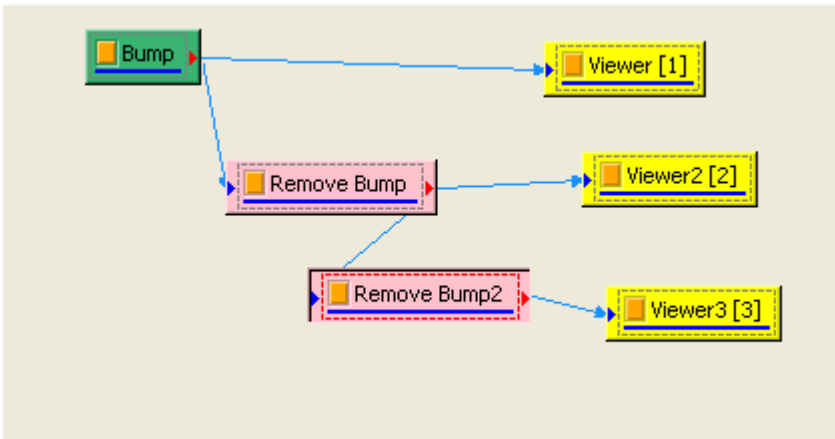 Bump
Viewer [1]
Remove Bump
Viewer2 [2]
Remove Bump2
Viewer3 [3]